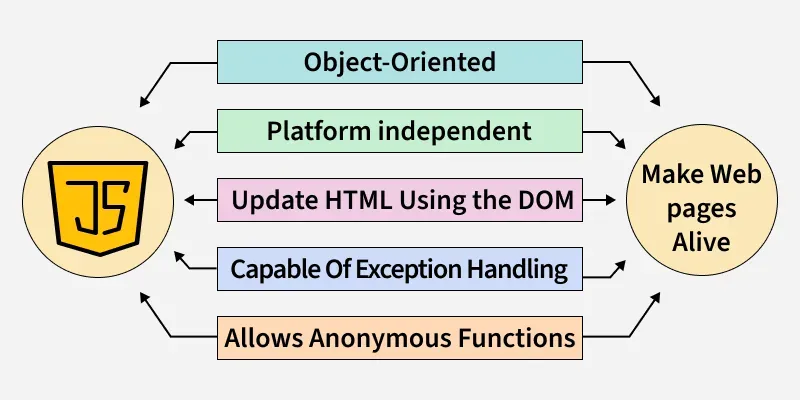 Object-Oriented
Platform independent
JS
Update HTML Using the DOM
Make Web
pages
Alive
Capable Of Exception Handling
Allows Anonymous Functions